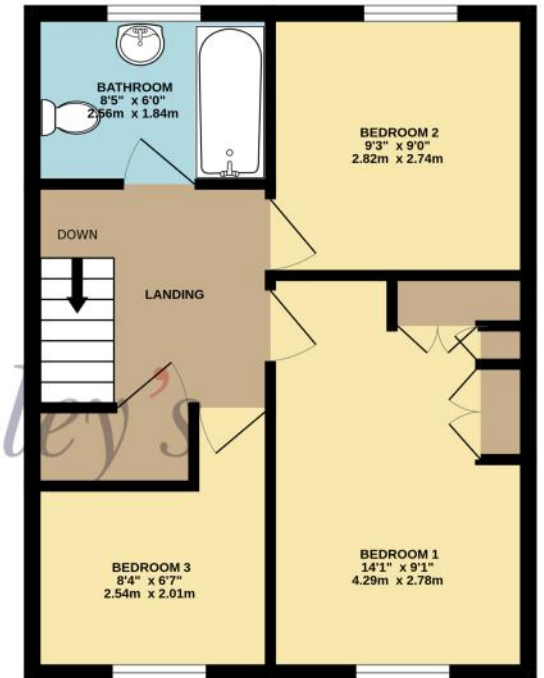 BATHROOM
8'5" x 6'0"
2.56m x 1.84m
BEDROOM 2
9'3" x 9'0"
2.82m x 2.74m
DOWN
LANDING
ley's
BEDROOM 3
8'4" x 6'7"
2.54m x 2.01m
BEDROOM 1
14'1" x 9'1"
4.29m x 2.78m